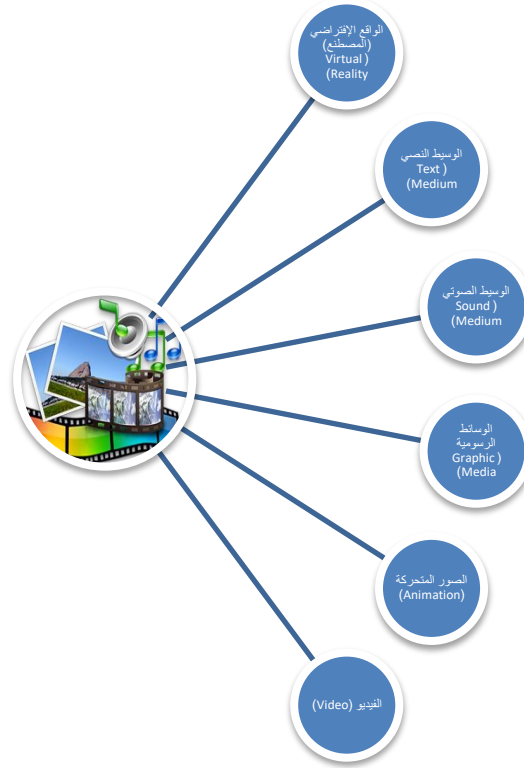 الواقع الإفتراضي
(المصطنع)
Virtual )
(Reality
الوسيط النصي
Text )
(Medium
الوسيط الصوتي
Sound )
(Medium
الوسائط
الرسومية
Graphic )
(Media
الصور المتحركة
(Animation)
الفيديو (Video)